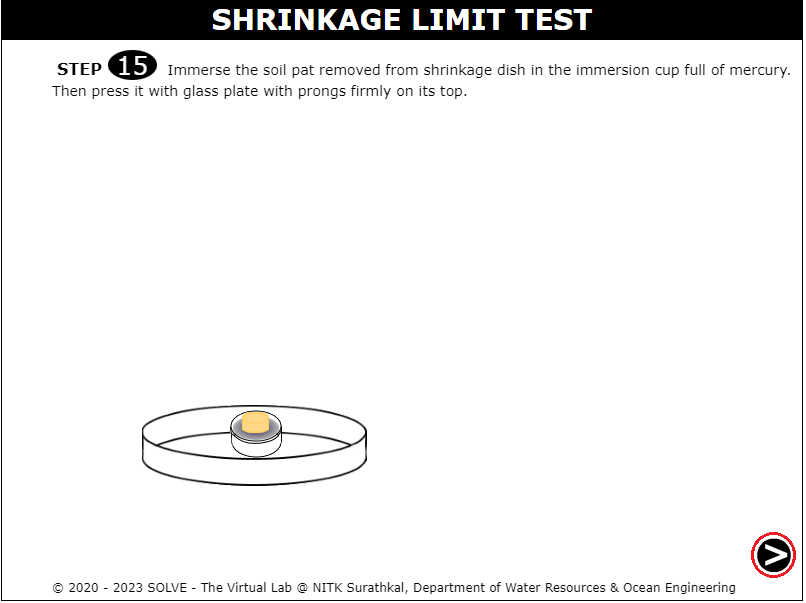 SHRINKAGE LIMIT TEST
STEP 15 Immerse the soil pat removed from shrinkage dish in the immersion cup full of mercury.
Then press it with glass plate with prongs firmly on its top.
© 2020 - 2023 SOLVE - The Virtual Lab @ NITK Surathkal, Department of Water Resources & Ocean Engineering